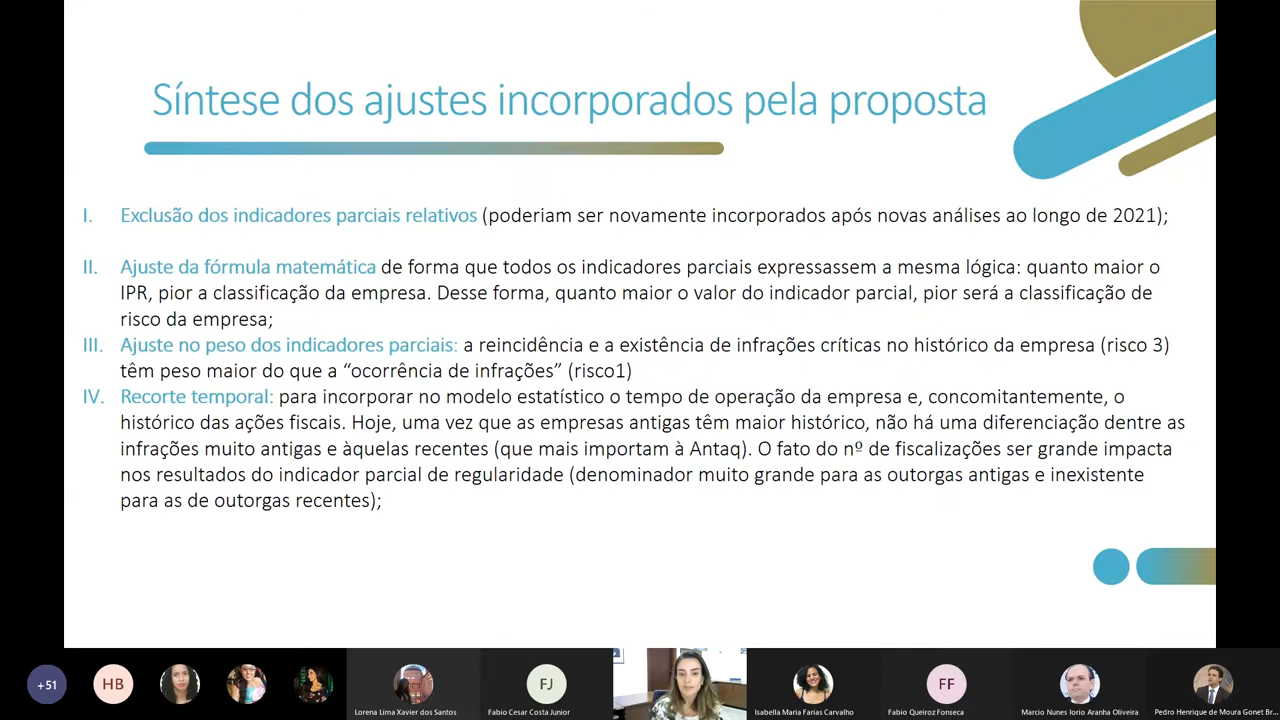 Síntese dos ajustes incorporados pela proposta
I. Exclusão dos indicadores parciais relativos (poderiam ser novamente incorporados após novas análises ao longo de 2021);
II. Ajuste da fórmula matemática de forma que todos os indicadores parciais expressassem a mesma lógica: quanto maior o
IPR, pior a classificação da empresa. Desse forma, quanto maior o valor do indicador parcial, pior será a classificação de
risco da empresa;
III. Ajuste no peso dos indicadores parciais: a reincidência e a existência de infrações críticas no histórico da empresa (risco 3)
têm peso maior do que a “ocorrência de infrações” (risco1)
IV. Recorte temporal: para incorporar no modelo estatístico o tempo de operação da empresa e, concomitantemente, o
histórico das ações fiscais. Hoje, uma vez que as empresas antigas têm maior histórico, não há uma diferenciação dentre as
infrações muito antigas e àquelas recentes (que mais importam à Antaq). O fato do nº de fiscalizações ser grande impacta
nos resultados do indicador parcial de regularidade (denominador muito grande para as outorgas antigas e inexistente
para as de outorgas recentes);
+51
HB
FJ
FF
Lorena Lima Xavier dos Santos
Fabio Cesar Costa Junior
Isabella Maria Farias Carvalho
Fabio Queiroz Fonseca
Marcio Nunes Iorio Aranha Oliveira
Pedro Henrique de Moura Gonet Br...